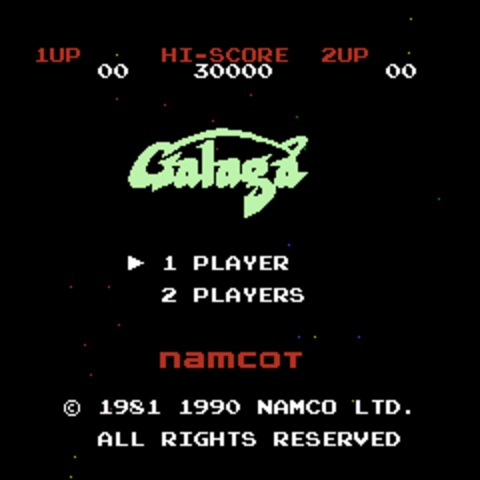 1UP HI-SCORE 2UP
00 30000 00
Galaga
1 PLAYER
2 PLAYERS
namcot
© 1981 1990 NAMCO LTD.
ALL RIGHTS RESERVED